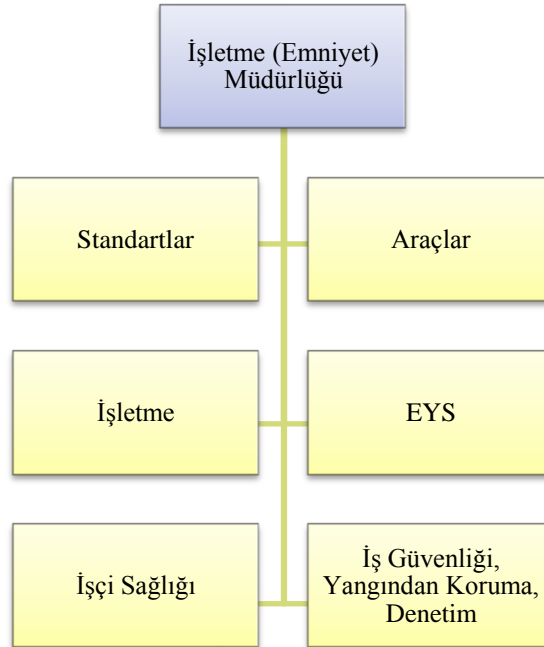 İşletme (Emniyet)
Müdürlüğü
Standartlar
Araçlar
İşletme
EYS
İşçi Sağlığı
İş Güvenliği,
Yangından Koruma,
Denetim